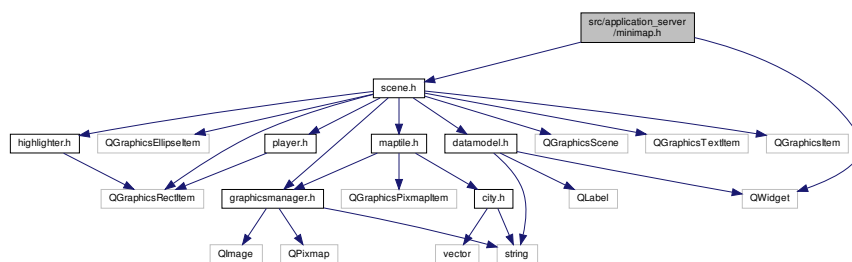 src/application_server
/minimap.h
scene.h
highlighter.h
QGraphicsEllipseItem
player.h
maptile.h
datamodel.h
QGraphicsScene
QGraphicsTextItem
QGraphicsItem
QGraphicsRectItem
graphicsmanager.h
QGraphicsPixmapItem
city.h
QLabel
QWidget
QImage
QPixmap
vector
string